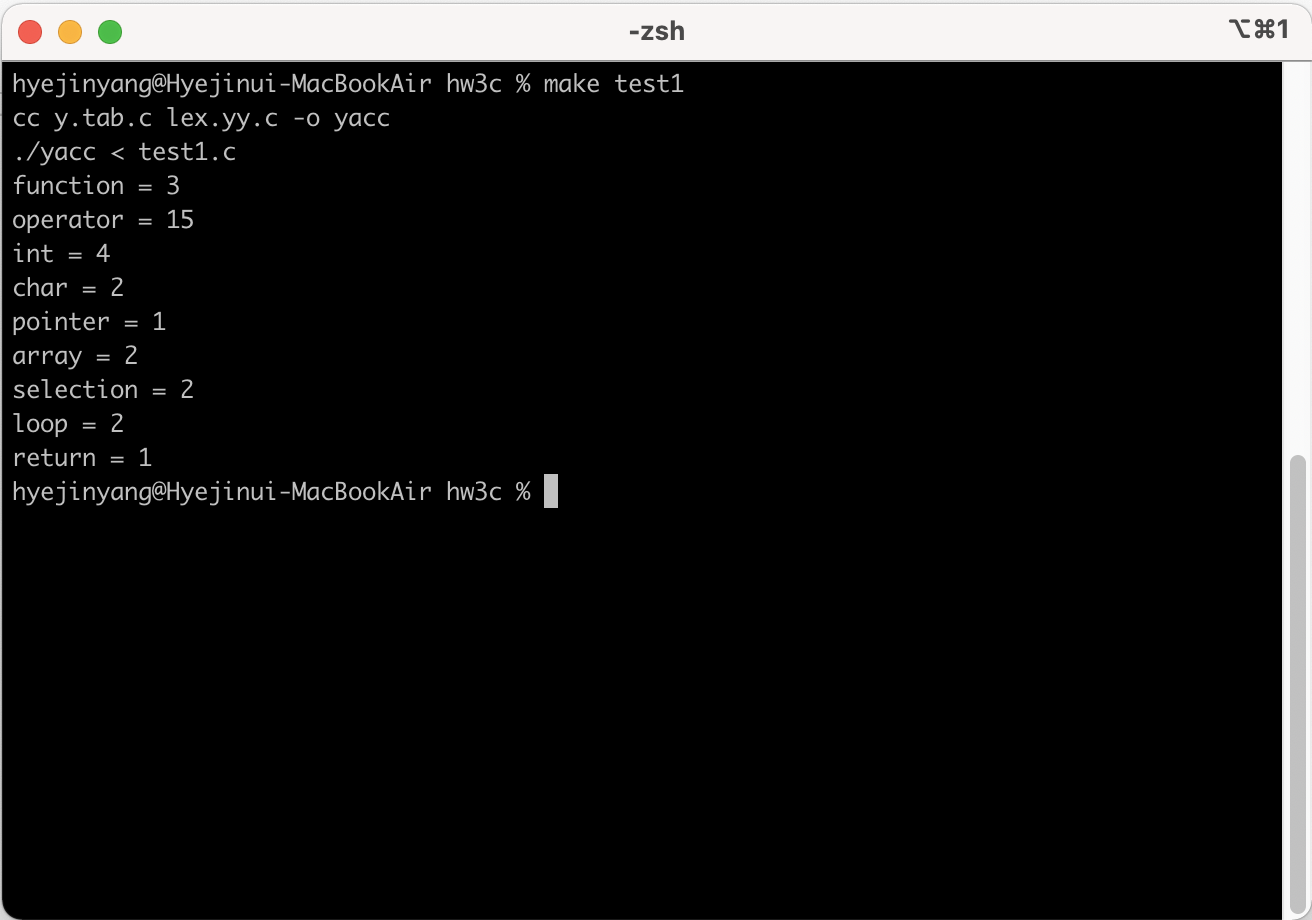 -zsh
⌥⌘1
hyejinyang@Hyejinui-MacBookAir hw3c % make test1
cc y.tab.c lex.yy.c -o yacc
./yacc < test1.c
function = 3
operator = 15
int = 4
char = 2
pointer = 1
array = 2
selection = 2
loop = 2
return = 1
hyejinyang@Hyejinui-MacBookAir hw3c %